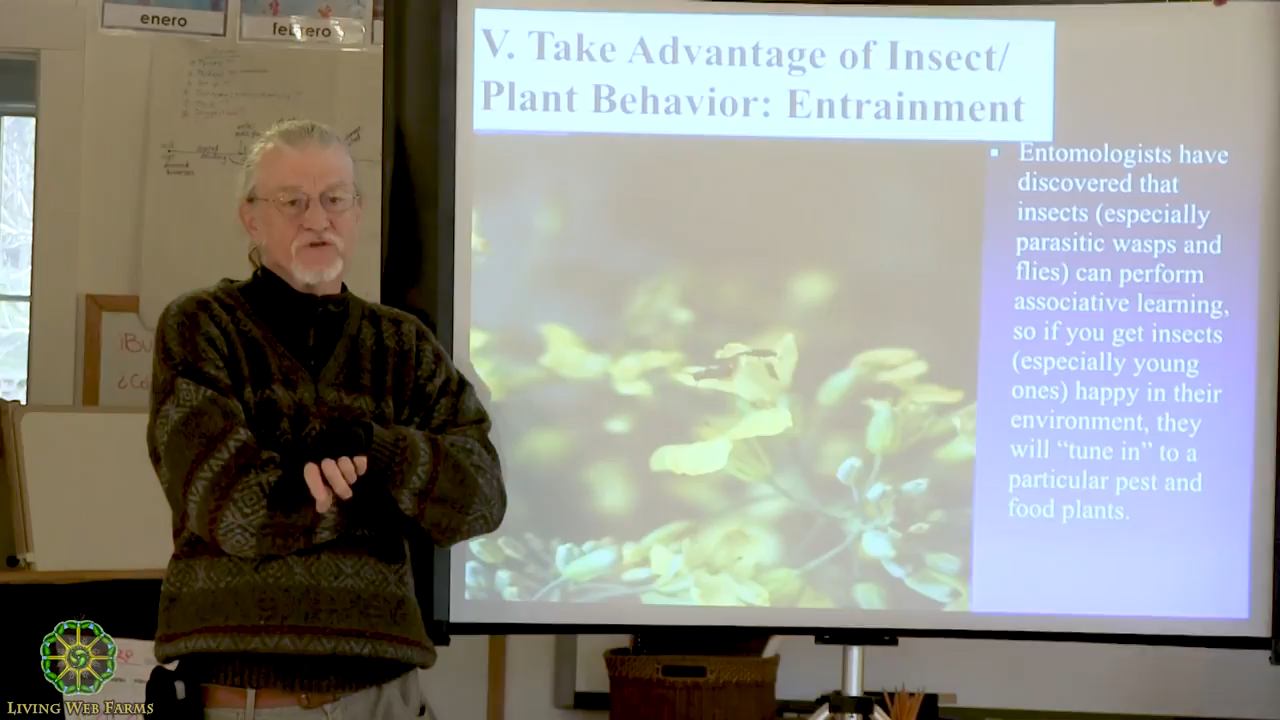 enero
febrero
V. Take Advantage of Insect/
Plant Behavior: Entrainment
Entomologists have
discovered that
insects (especially
parasitic wasps and
flies) can perform
associative learning,
so if you get insects
(especially young
ones) happy in their
environment, they
will “tune in” to a
particular pest and
food plants.
LIVING WEB FARMS